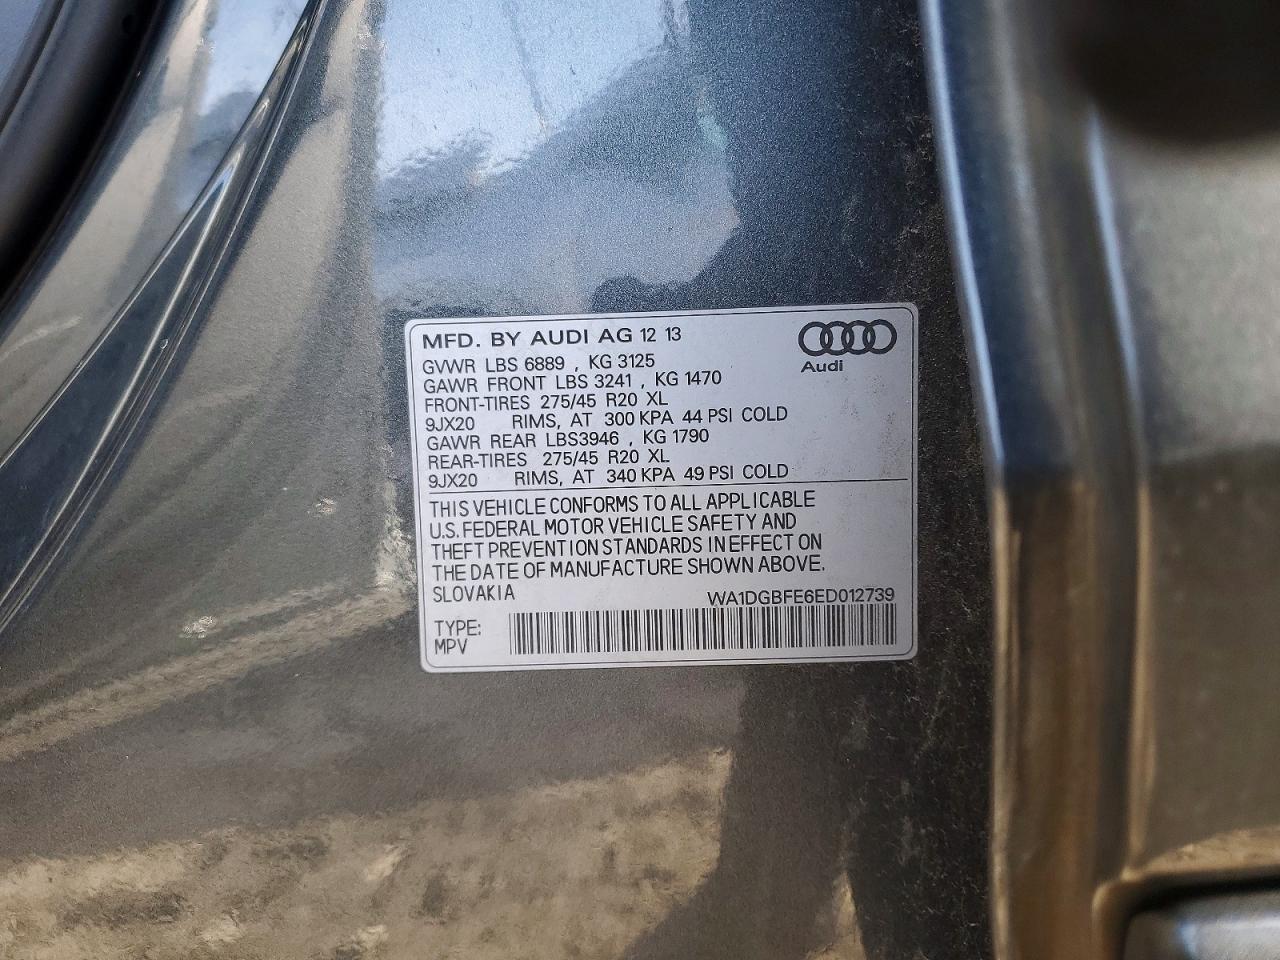 MFD. BY AUDI AG 12 13
Audi
GVWR LBS 6889 , KG 3125
GAWR FRONT LBS 3241 , KG 1470
FRONT-TIRES 275/45 R20 XL
9JX20 RIMS, AT 300 KPA 44 PSI COLD
GAWR REAR LBS3946 , KG 1790
REAR-TIRES 275/45 R20 XL
9JX20 RIMS, AT 340 KPA 49 PSI COLD
THIS VEHICLE CONFORMS TO ALL APPLICABLE
U.S. FEDERAL MOTOR VEHICLE SAFETY AND
THEFT PREVENTION STANDARDS IN EFFECT ON
THE DATE OF MANUFACTURE SHOWN ABOVE.
SLOVAKIA WA1DGBFE6ED012739
TYPE:
MPV